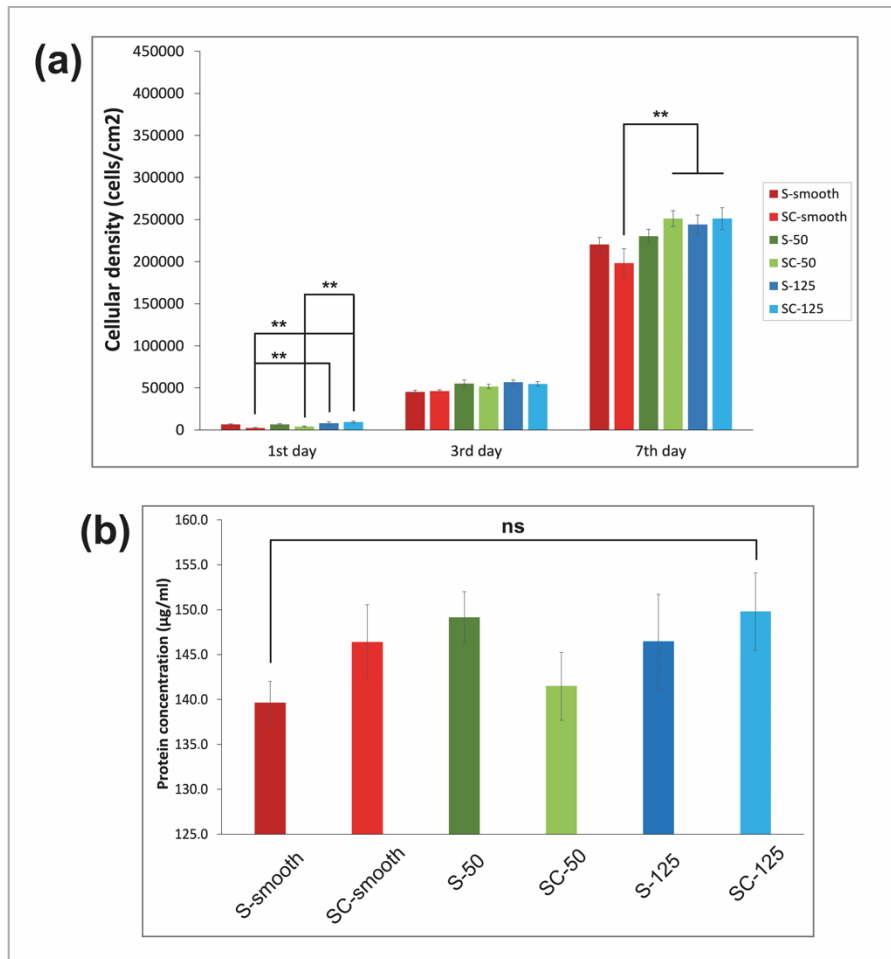 (a)
Cellular density (cells/cm2)
450000
400000
350000
300000
250000
200000
150000
100000
50000
0
**
**
**
**
1st day
3rd day
7th day
S-smooth
SC-smooth
S-50
SC-50
S-125
SC-125
(b)
Protein concentration (µg/ml)
160.0
155.0
150.0
145.0
140.0
135.0
130.0
125.0
ns
S-smooth
SC-smooth
S-50
SC-50
S-125
SC-125